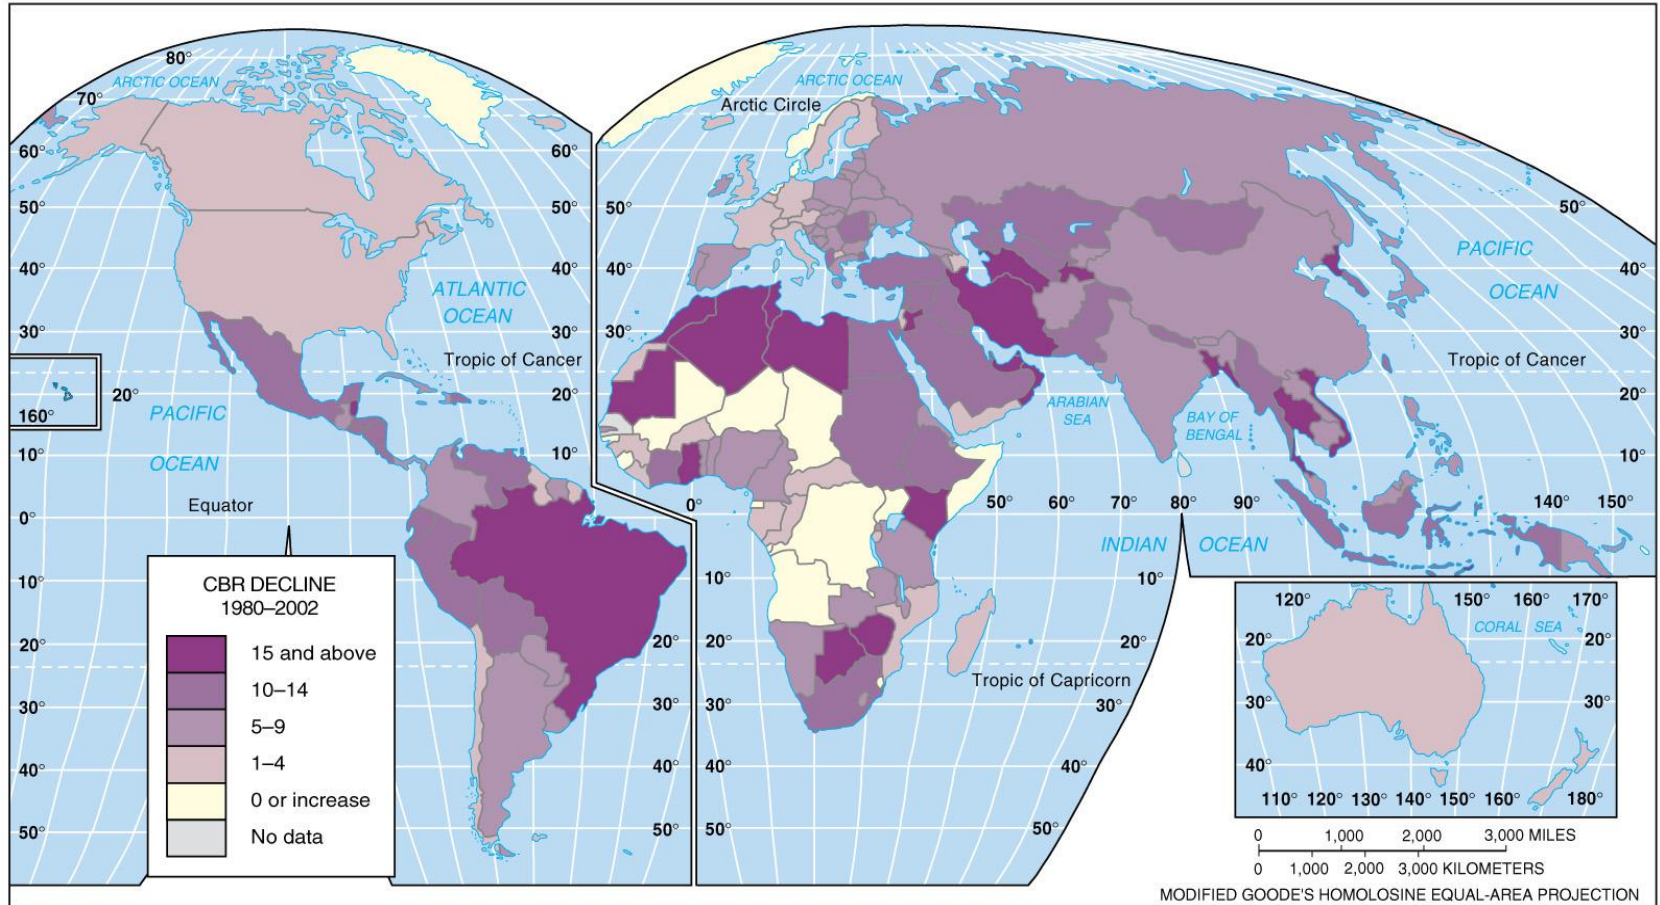 80°
ARCTIC OCEAN
70°
60°
60°
50°
50°
40°
40°
ATLANTIC
OCEAN
30°
30°
Tropic of Cancer
20°
160°
PACIFIC
OCEAN
10°
10°
Equator
0°
10°
20°
20°
30°
30°
40°
40°
50°
50°
CBR DECLINE
1980–2002
15 and above
10–14
5–9
1–4
0 or increase
No data
ARCTIC OCEAN
Arctic Circle
50°
50°
40°
40°
PACIFIC
OCEAN
30°
30°
Tropic of Cancer
20°
ARABIAN
SEA
BAY OF
BENGAL
10°
0°
50°
60°
70°
80°
90°
140°
150°
INDIAN
OCEAN
10°
10°
20°
20°
Tropic of Capricorn
30°
30°
40°
40°
50°
50°
120°
150°
160°
170°
CORAL SEA
20°
20°
30°
30°
40°
110°
120°
130°
140°
150°
160°
180°
0 1,000 2,000 3,000 MILES
0 1,000 2,000 3,000 KILOMETERS
MODIFIED GOODE'S HOMOLOSINE EQUAL-AREA PROJECTION